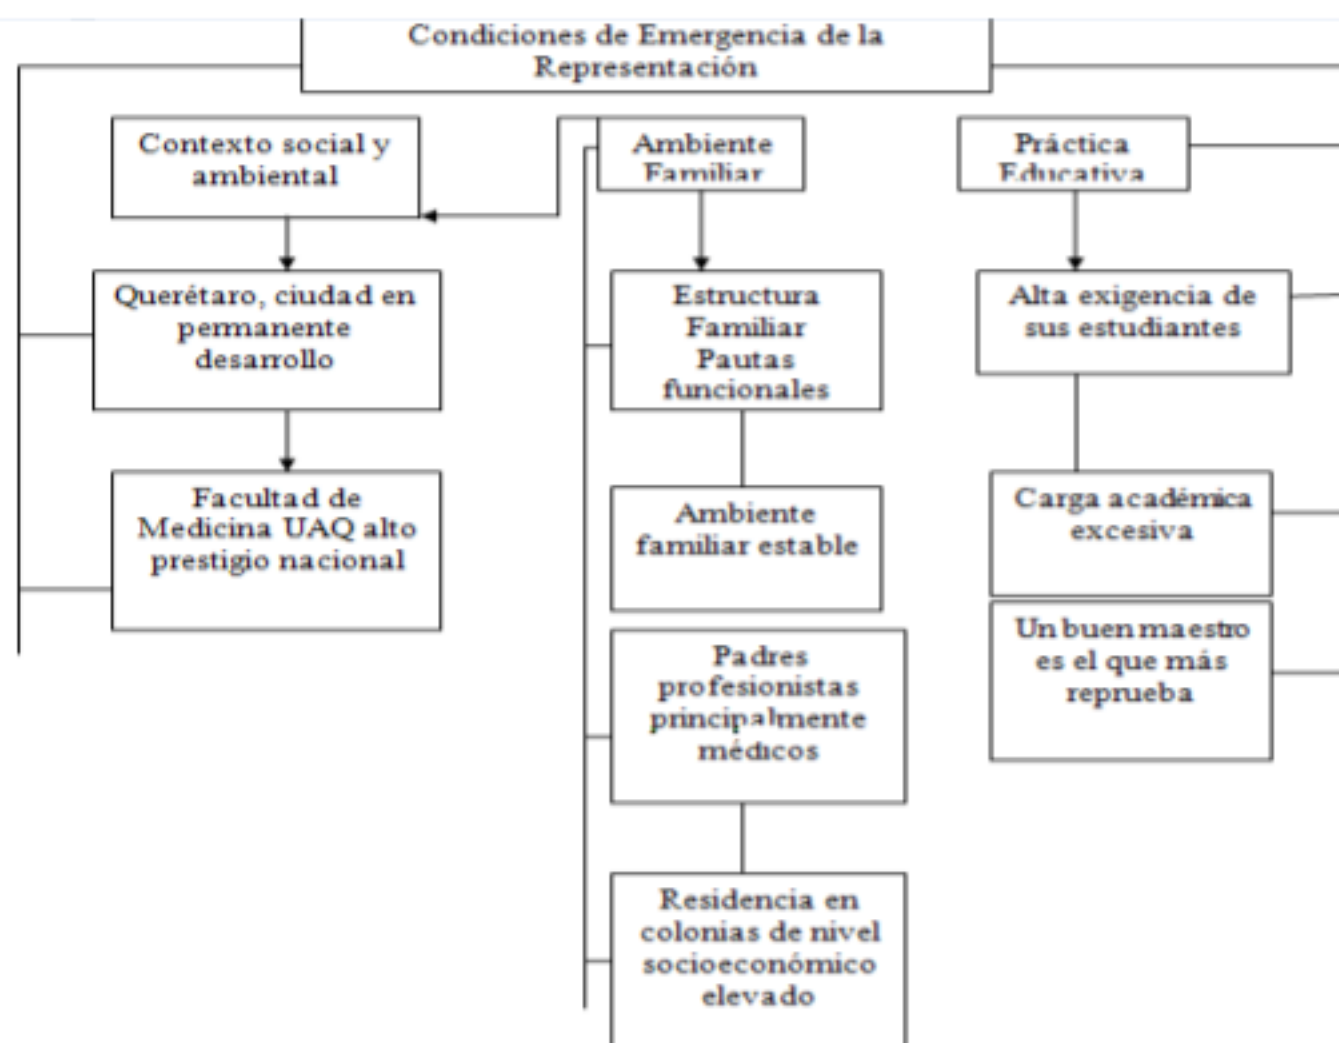 Condiciones de Emergencia de la
Representación
Contexto social y
ambiental
Querétaro, ciudad en
permanente
desarrollo
Facultad de
Medicina UAQ alto
prestigio nacional
Ambiente
Familiar
Estructura
Familiar
Pautas
funcionales
Ambiente
familiar estable
Padres
profesionistas
principalmente
médicos
Residencia en
colonias de nivel
socioeconómico
elevado
Práctica
Educativa
Alta exigencia de
sus estudiantes
Carga académica
excesiva
Un buen maestro
es el que más
reprueba